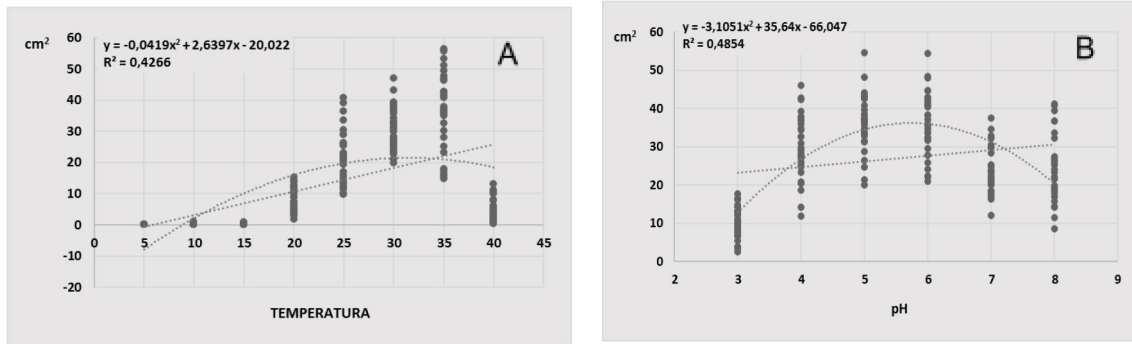 y = -0,0419x² + 2,6397x - 20,022
R² = 0,4266
A
cm²
60
50
40
30
20
10
0
-10
-20
0 5 10 15 20 25 30 35 40 45
TEMPERATURA
y = -3,1051x² + 35,64x - 66,047
R² = 0,4854
B
cm²
60
50
40
30
20
10
0
2 3 4 5 6 7 8 9
pH